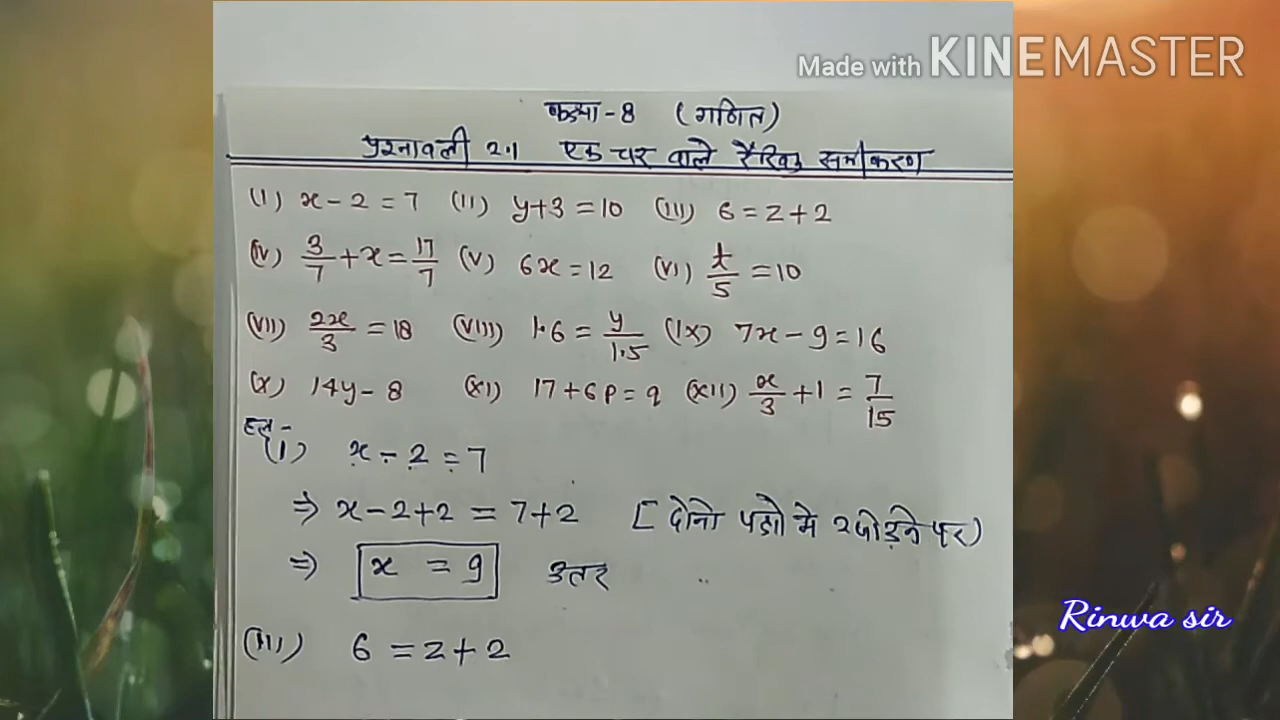 Made with KINEMASTER
कक्षा - 8 (गणित)
प्रश्नावली 2.1 एक चर वाले रैखिक समीकरण
(I) x - 2 = 7 (II) y + 3 = 10 (III) 6 = z + 2
(IV) 3/7 + x = 17/7 (V) 6x = 12 (VI) t/5 = 10
(VII) 2x/3 = 18 (VIII) 1.6 = y/1.5 (IX) 7x - 9 = 16
(X) 14y - 8 (XI) 17 + 6p = 9 (XII) x/3 + 1 = 7/15
हल -
(I) x - 2 = 7
⇒ x - 2 + 2 = 7 + 2 [दोनो पक्षो मे 2 जोड़ने पर)
⇒ x = 9 उत्तर
(III) 6 = z + 2
Rinwa sir